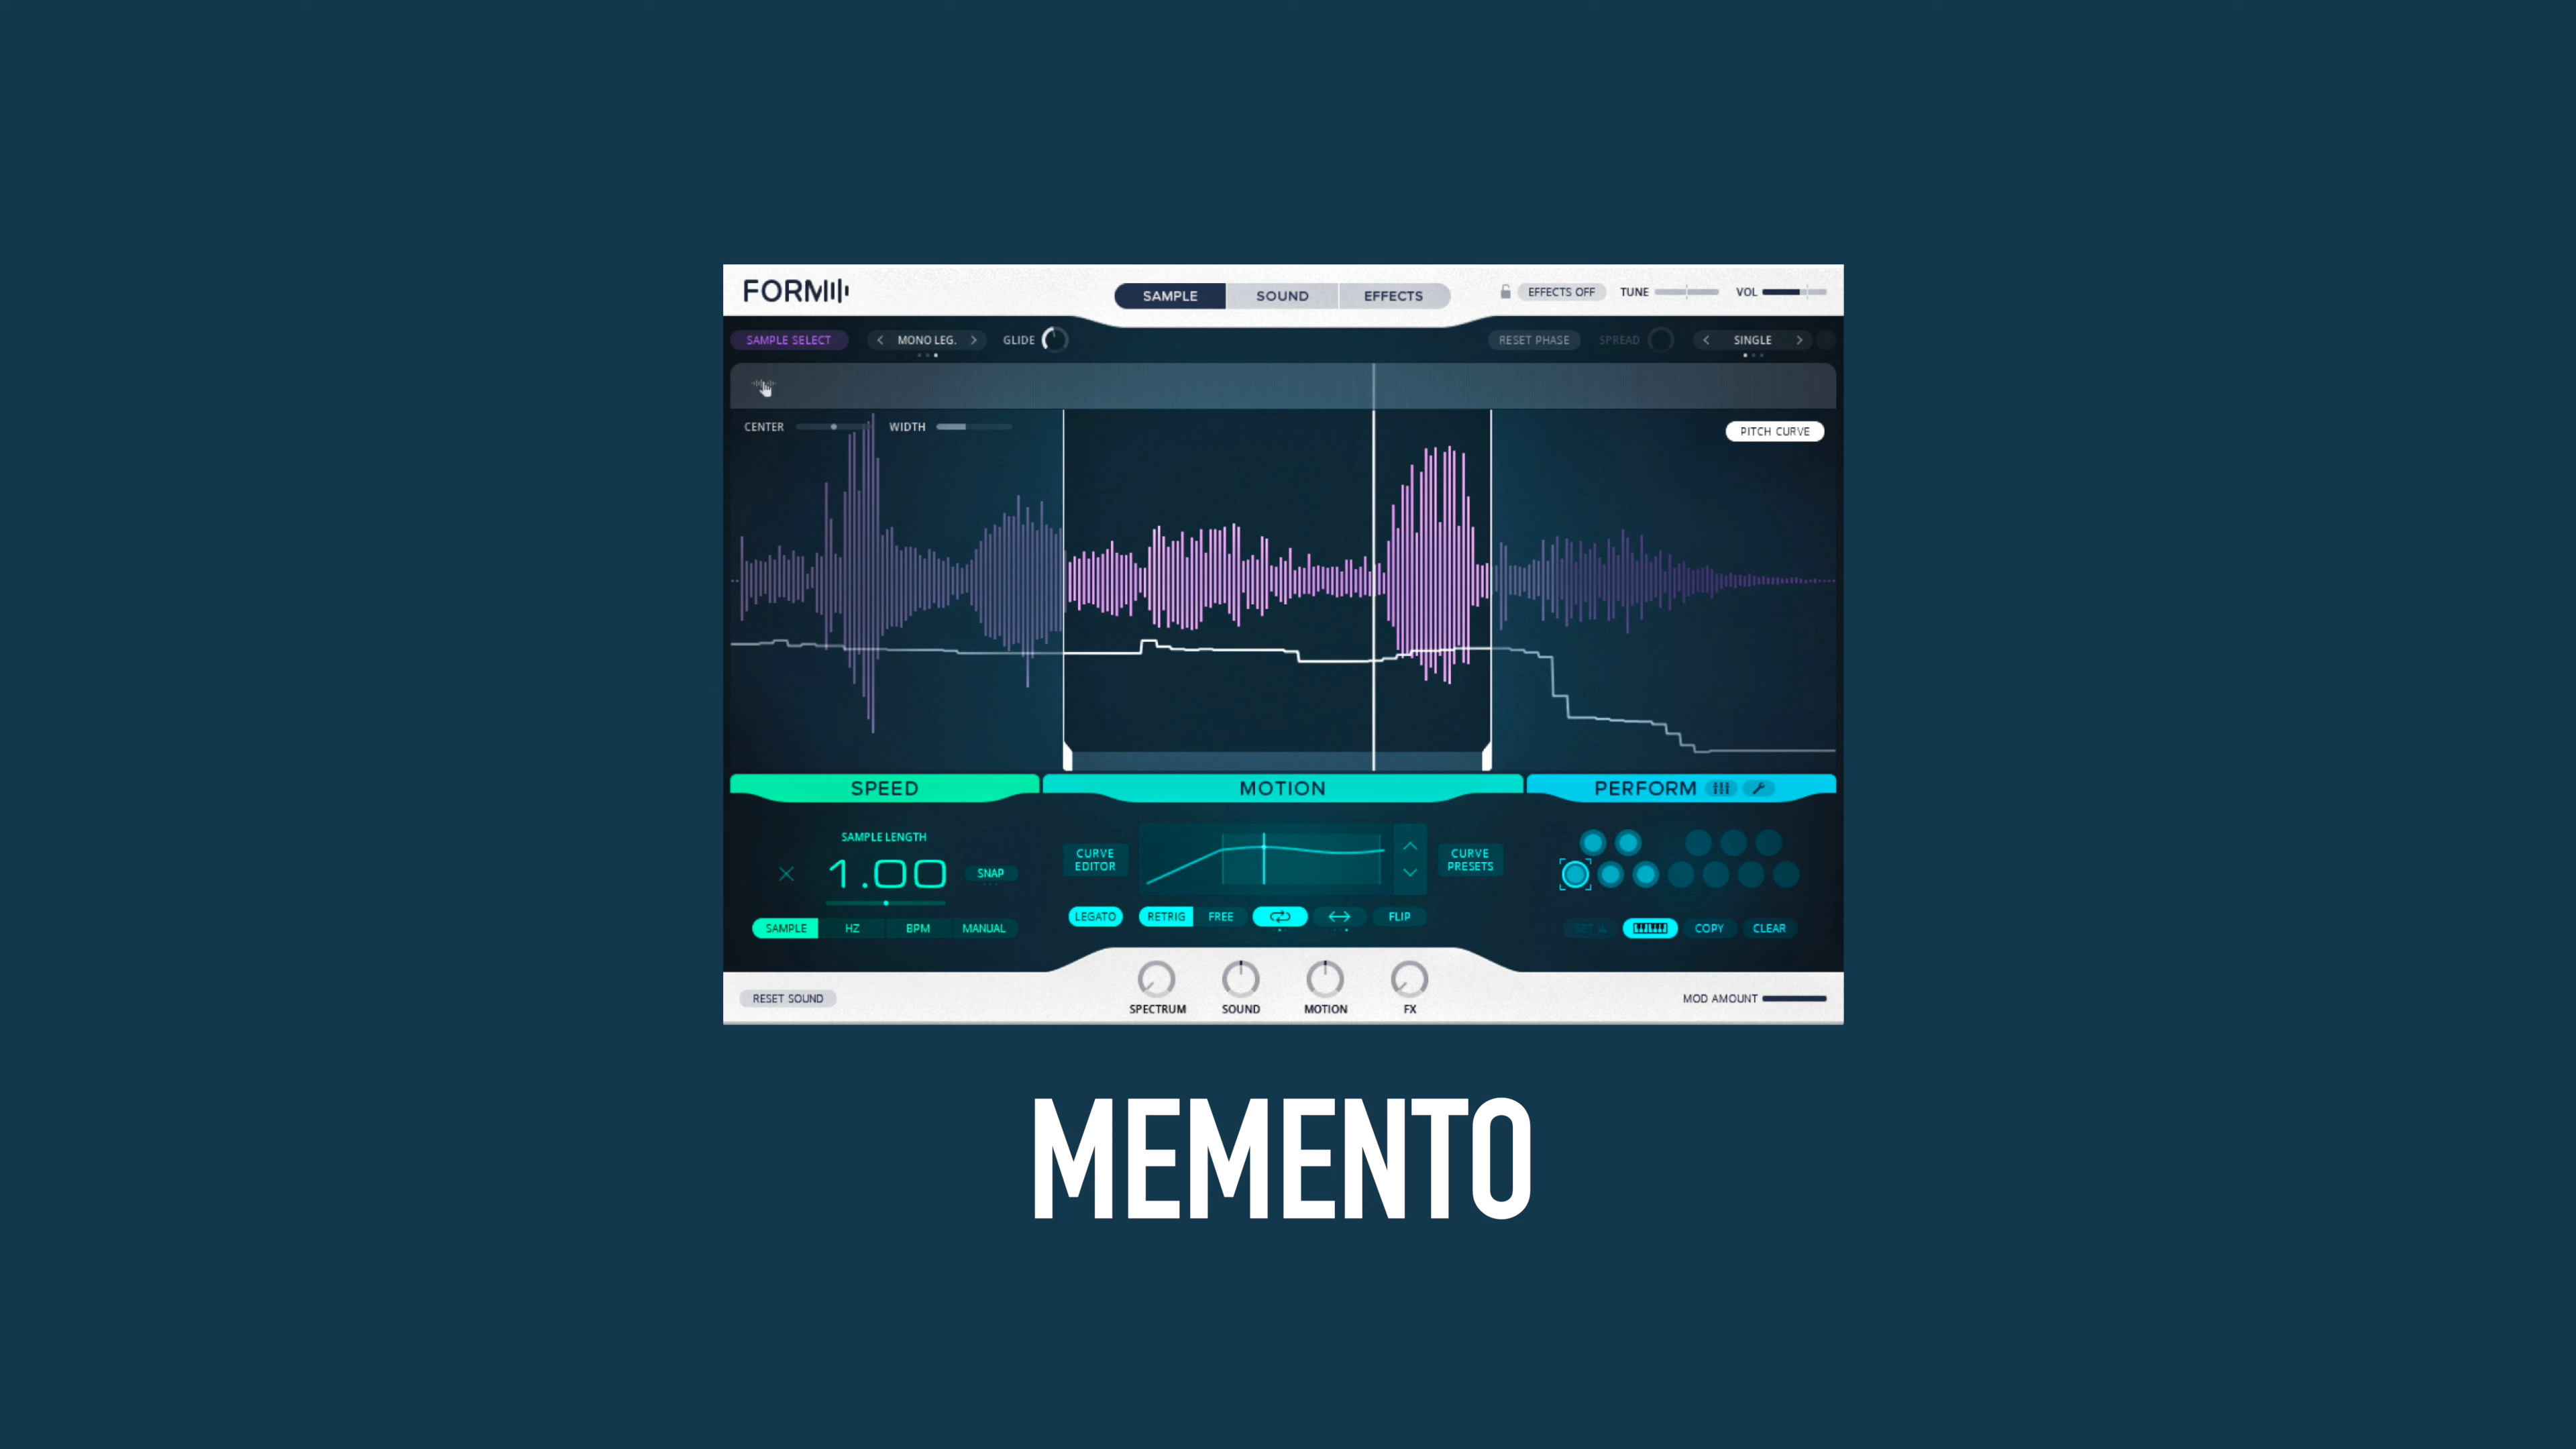 FORM
SAMPLE SOUND EFFECTS
EFFECTS OFF TUNE VOL
SAMPLE SELECT < MONO LEG. > GLIDE
RESET PHASE SPREAD < SINGLE >
CENTER WIDTH
PITCH CURVE
SPEED
SAMPLE LENGTH
1.00
SNAP
SAMPLE HZ BPM MANUAL
MOTION
CURVE
EDITOR
CURVE
PRESETS
LEGATO RETRIG FREE FLIP
PERFORM
SET COPY CLEAR
RESET SOUND
SPECTRUM SOUND MOTION FX
MOD AMOUNT
MEMENTO